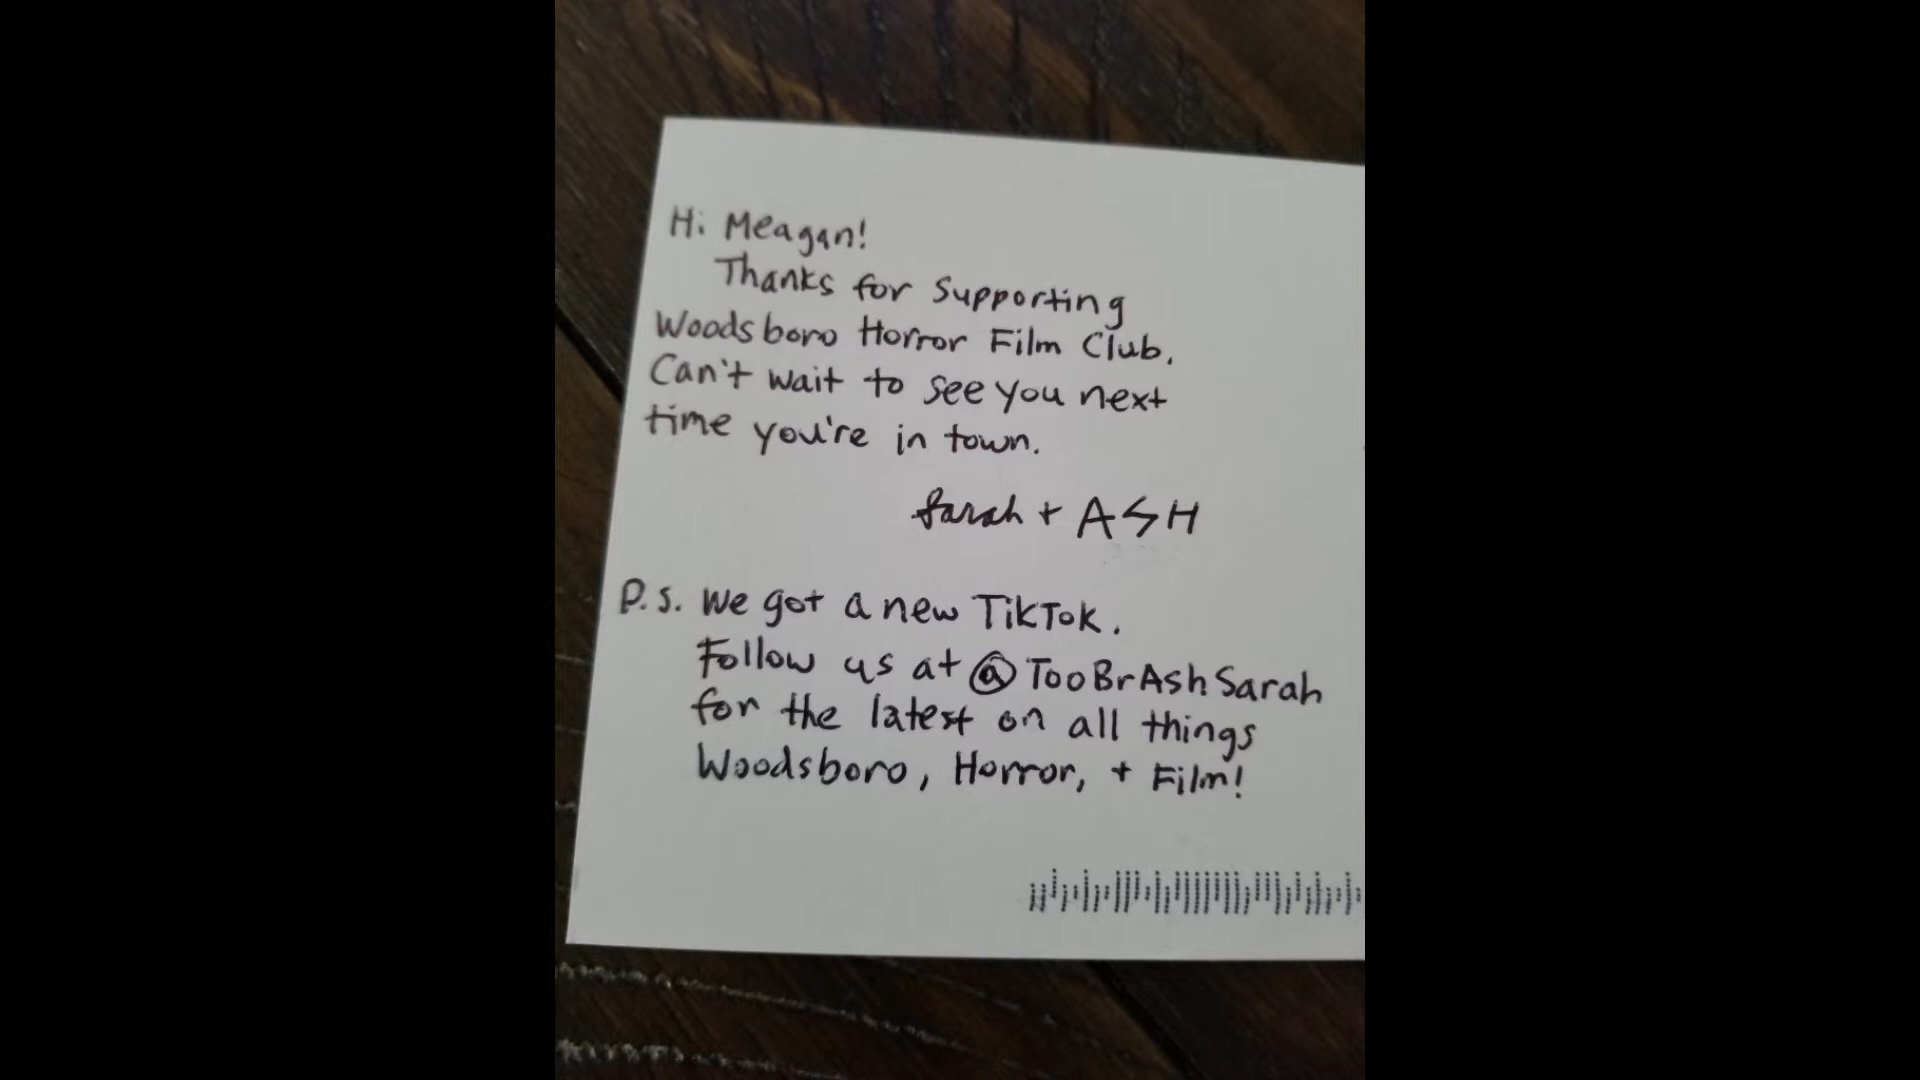 Hi Meagan!
Thanks for supporting
Woodsboro Horror Film Club.
Can't wait to see you next
time you're in town.
Sarah + ASH
P.S. We got a new TikTok.
Follow us at @TooBrAshSarah
for the latest on all things
Woodsboro, Horror, + Film!